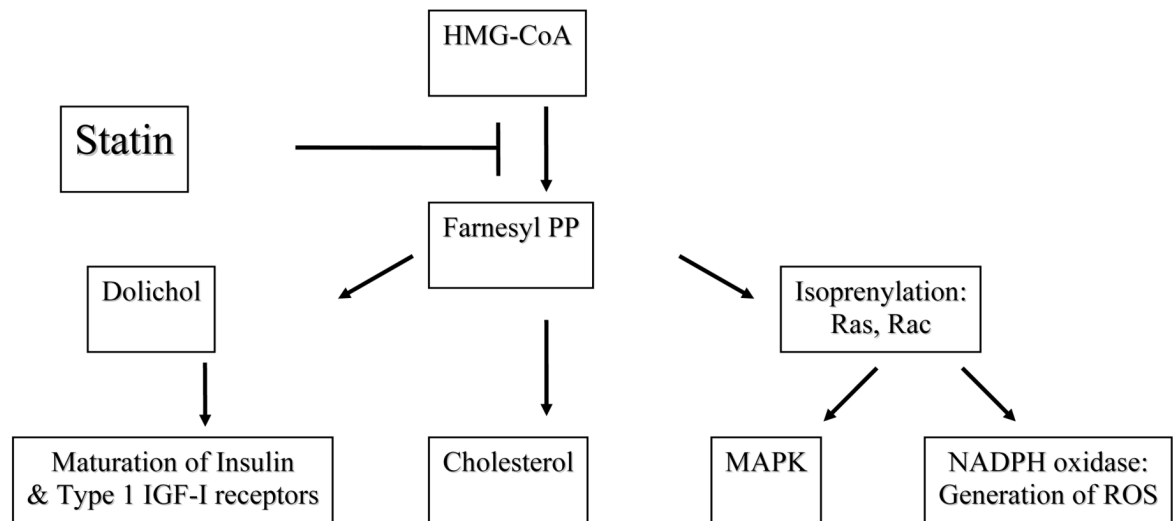 HMG-CoA
Statin
Farnesyl PP
Dolichol
Isoprenylation:
Ras, Rac
Maturation of Insulin
& Type 1 IGF-I receptors
Cholesterol
MAPK
NADPH oxidase:
Generation of ROS